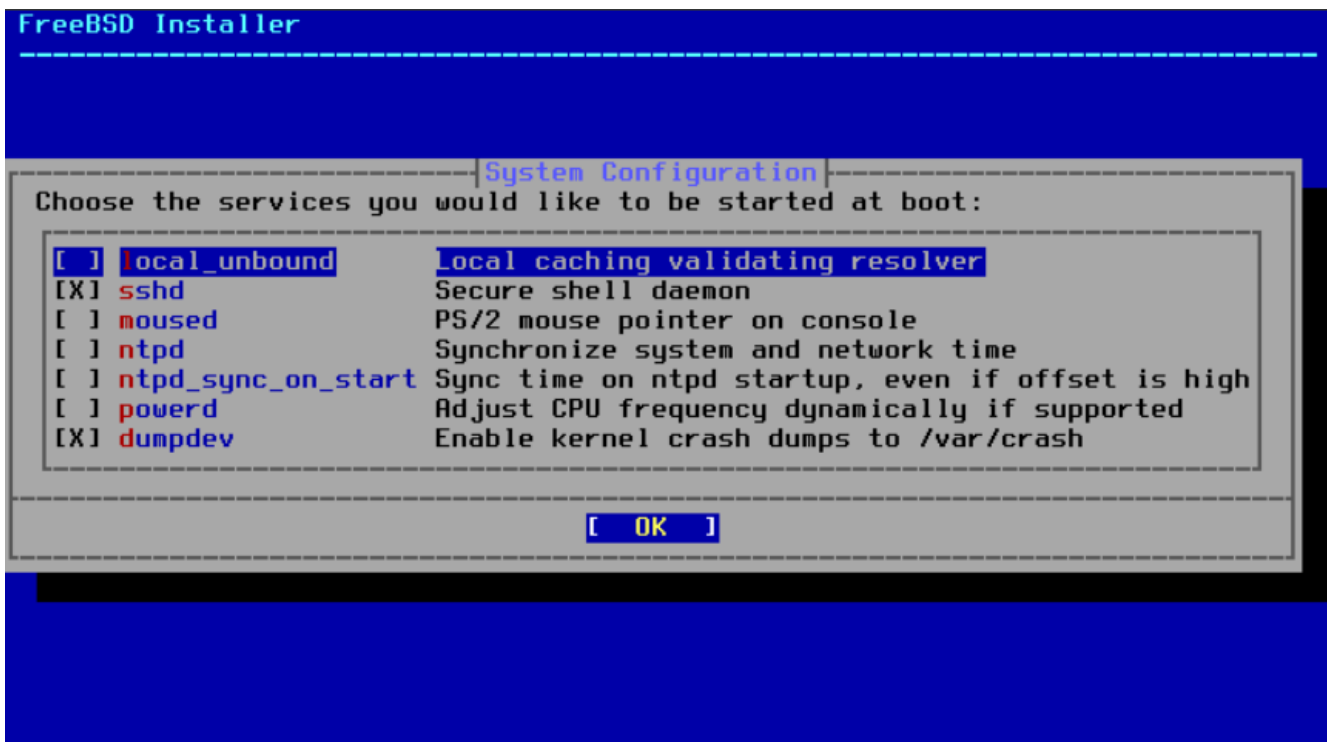 FreeBSD Installer
System Configuration
Choose the services you would like to be started at boot:
[ ] local_unbound Local caching validating resolver
[X] sshd Secure shell daemon
[ ] moused PS/2 mouse pointer on console
[ ] ntpd Synchronize system and network time
[ ] ntpd_sync_on_start Sync time on ntpd startup, even if offset is high
[ ] powerd Adjust CPU frequency dynamically if supported
[X] dumpdev Enable kernel crash dumps to /var/crash
[ OK ]